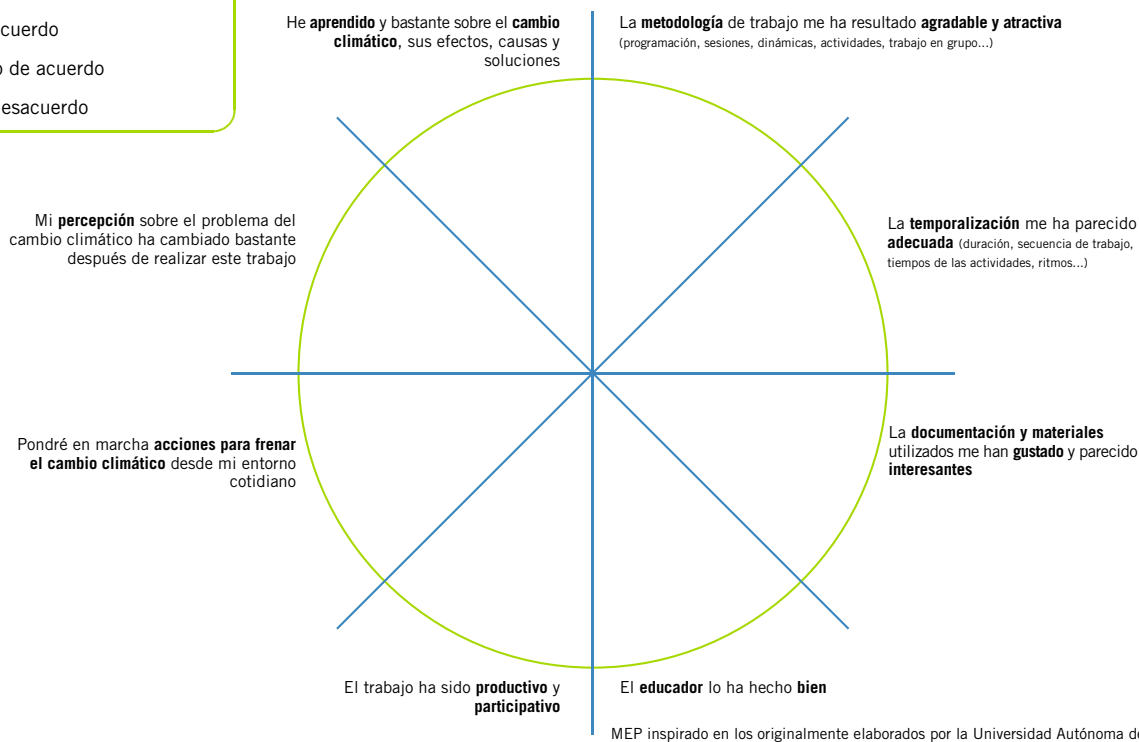 cuerdo
o de acuerdo
esacuerdo
He aprendido y bastante sobre el cambio
climático, sus efectos, causas y
soluciones
La metodología de trabajo me ha resultado agradable y atractiva
(programación, sesiones, dinámicas, actividades, trabajo en grupo...)
Mi percepción sobre el problema del
cambio climático ha cambiado bastante
después de realizar este trabajo
La temporalización me ha parecido
adecuada (duración, secuencia de trabajo,
tiempos de las actividades, ritmos...)
Pondré en marcha acciones para frenar
el cambio climático desde mi entorno
cotidiano
La documentación y materiales
utilizados me han gustado y parecido
interesantes
El trabajo ha sido productivo y
participativo
El educador lo ha hecho bien
MEP inspirado en los originalmente elaborados por la Universidad Autónoma de